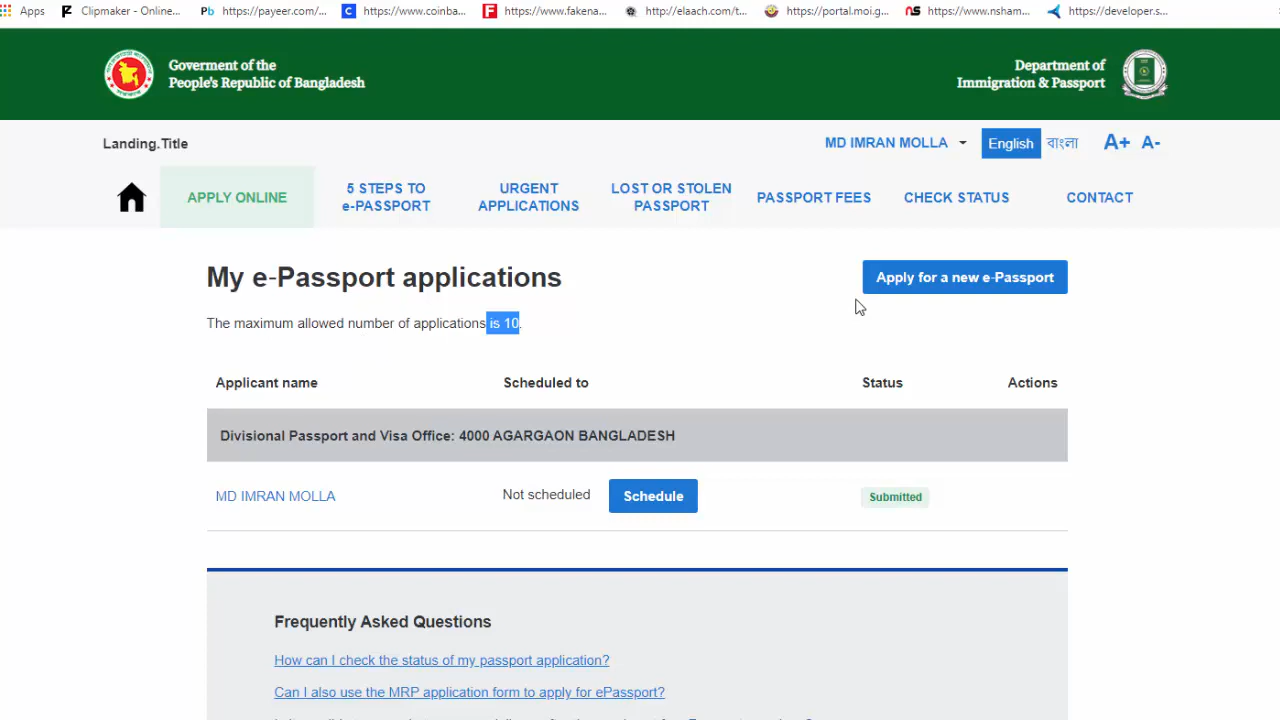 Apps Clipmaker - Online... https://payeer.com/... https://www.coinba... https://www.fakena... http://elaach.com/t... https://portal.moi.g... https://www.nsham... https://developer.s...
Goverment of the
People's Republic of Bangladesh
Department of
Immigration & Passport
Landing.Title
MD IMRAN MOLLA English বাংলা A+ A-
APPLY ONLINE
5 STEPS TO
e-PASSPORT
URGENT
APPLICATIONS
LOST OR STOLEN
PASSPORT
PASSPORT FEES
CHECK STATUS
CONTACT
My e-Passport applications
Apply for a new e-Passport
The maximum allowed number of applications is 10.
Applicant name Scheduled to Status Actions
Divisional Passport and Visa Office: 4000 AGARGAON BANGLADESH
MD IMRAN MOLLA Not scheduled Schedule Submitted
Frequently Asked Questions
How can I check the status of my passport application?
Can I also use the MRP application form to apply for ePassport?